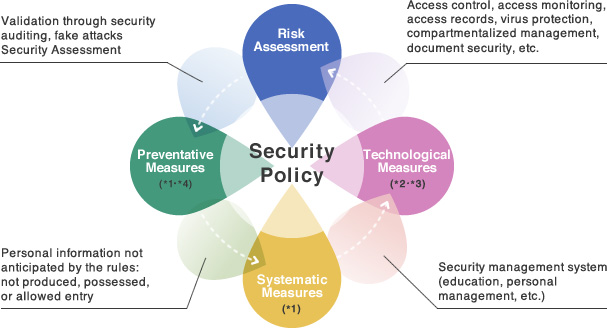 Validation through security
auditing, fake attacks
Security Assessment
Access control, access monitoring,
access records, virus protection,
compartmentalized management,
document security, etc.
Risk
Assessment
Preventative
Measures
(*1·*4)
Security
Policy
Technological
Measures
(*2·*3)
Systematic
Measures
(*1)
Personal information not
anticipated by the rules:
not produced, possessed,
or allowed entry
Security management system
(education, personal
management, etc.)